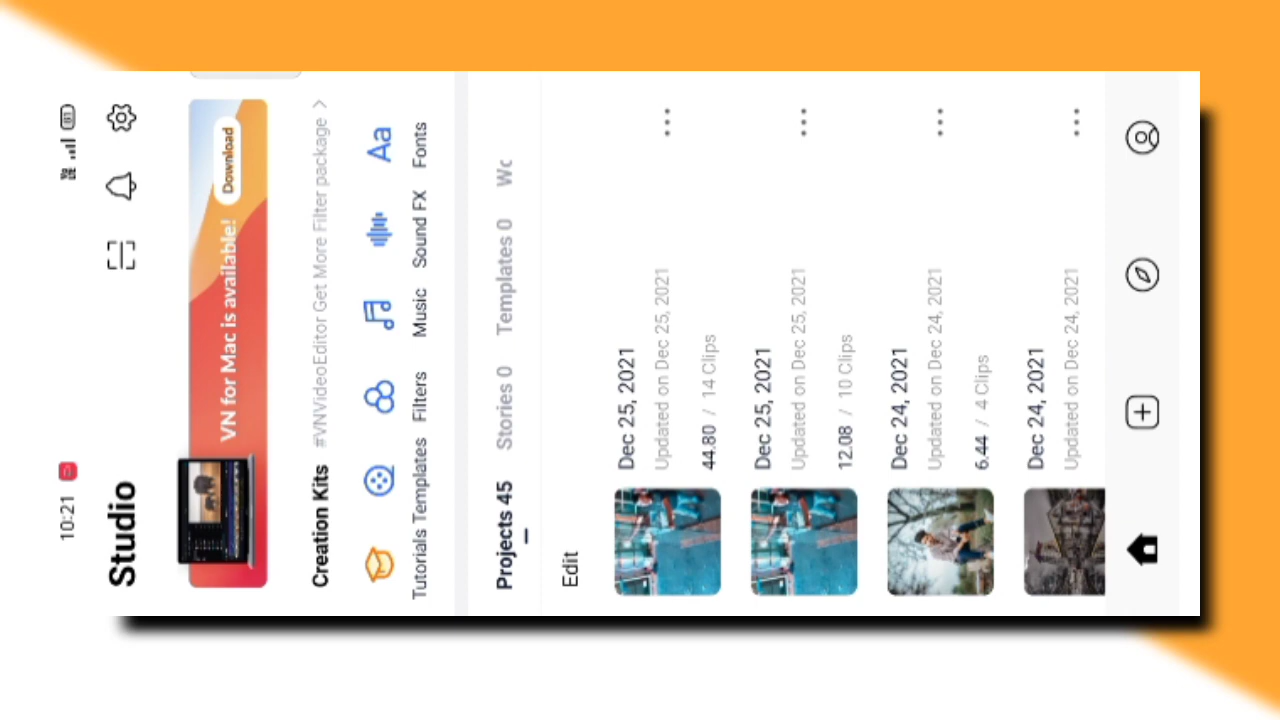 10:21
Studio
VN for Mac is available!
Download
Creation Kits
#VNVideoEditor Get More Filter package >
Tutorials
Templates
Filters
Music
Sound FX
Aa
Fonts
Projects 45
Stories 0
Templates 0
Edit
Dec 25, 2021
Updated on Dec 25, 2021
44.80 / 14 Clips
Dec 25, 2021
Updated on Dec 25, 2021
12.08 / 10 Clips
Dec 24, 2021
Updated on Dec 24, 2021
6.44 / 4 Clips
Dec 24, 2021
Updated on Dec 24, 2021